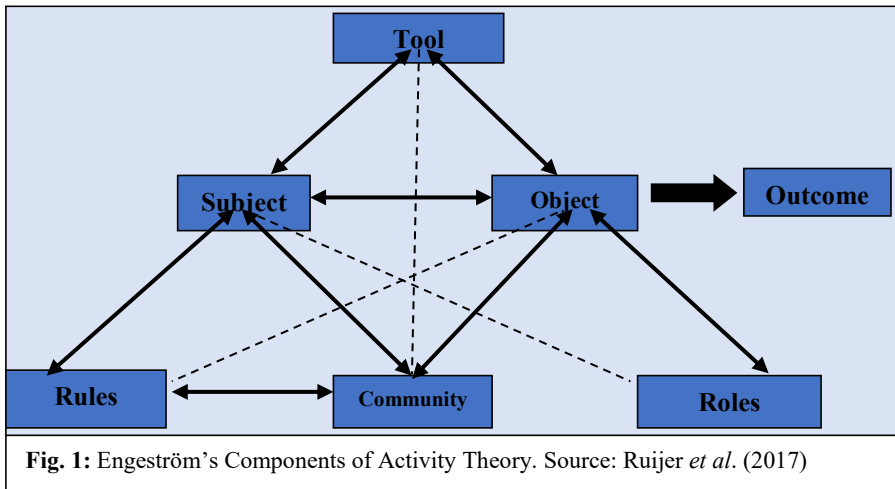 Tool
Subject
Object
Outcome
Rules
Community
Roles
Fig. 1: Engeström’s Components of Activity Theory. Source: Ruijer et al. (2017)